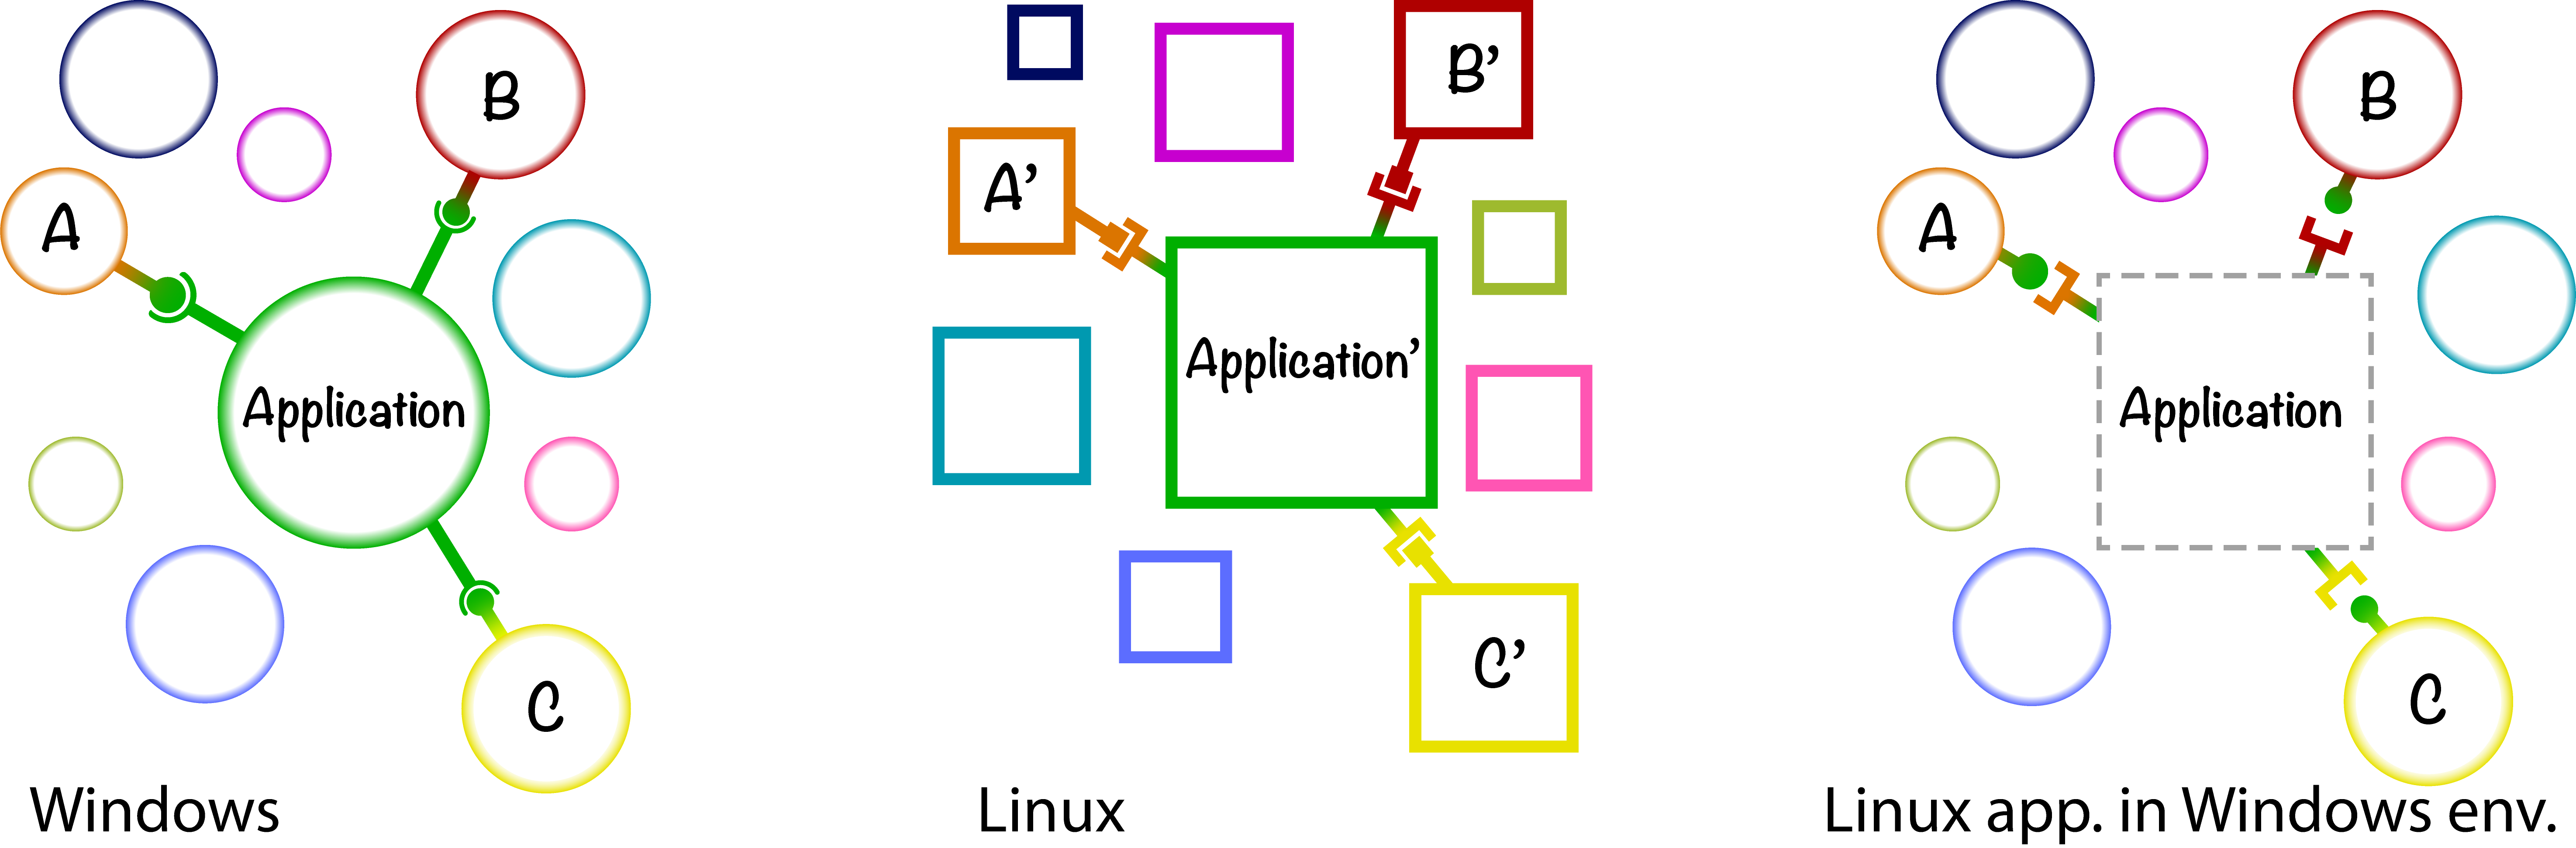 A
B
Application
C
Windows
A’
B’
Application’
C’
Linux
A
B
Application
C
Linux app. in Windows env.